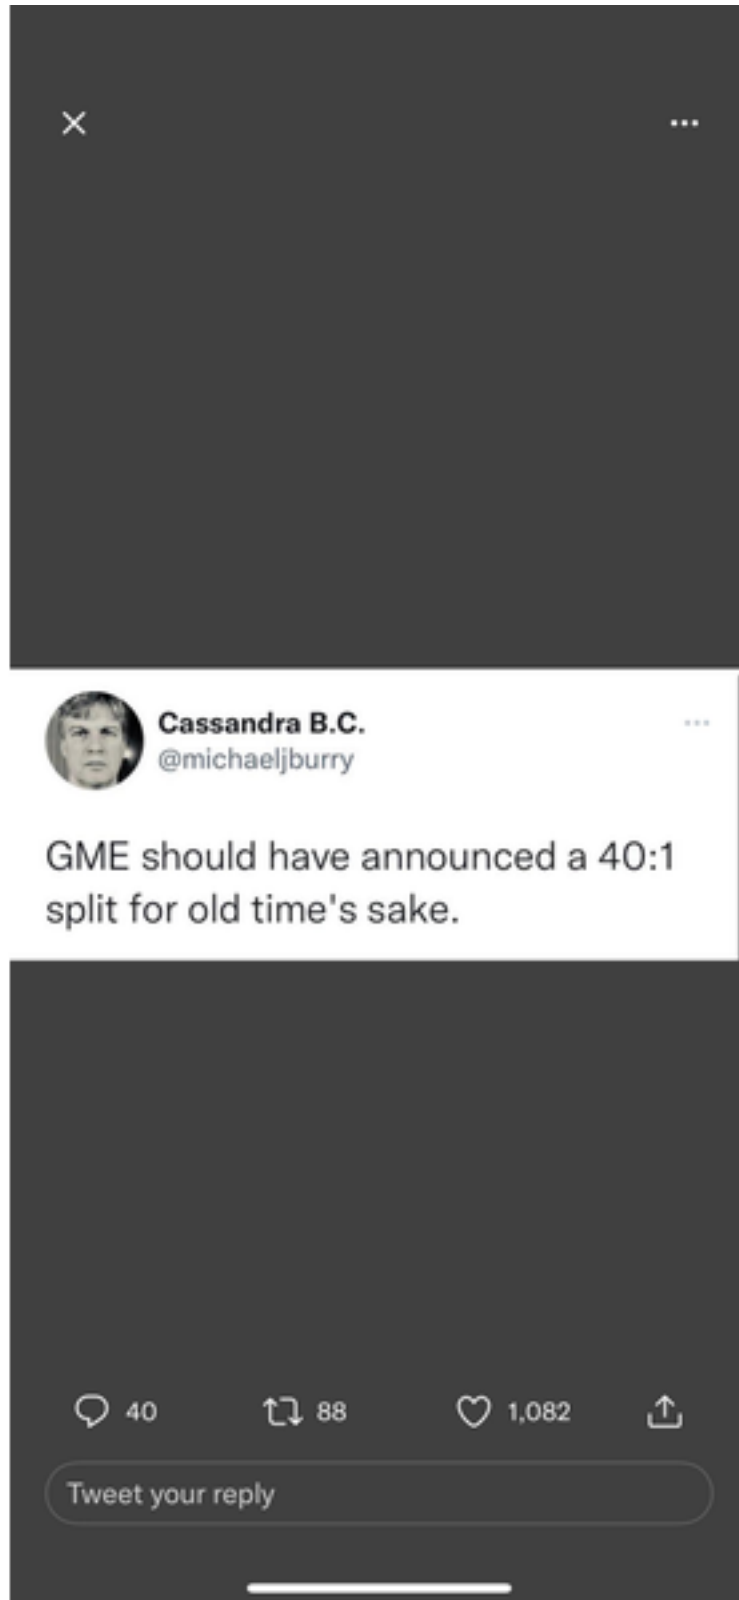 Cassandra B.C.
@michaeljburry
GME should have announced a 40:1
split for old time's sake.
40 88 1,082
Tweet your reply